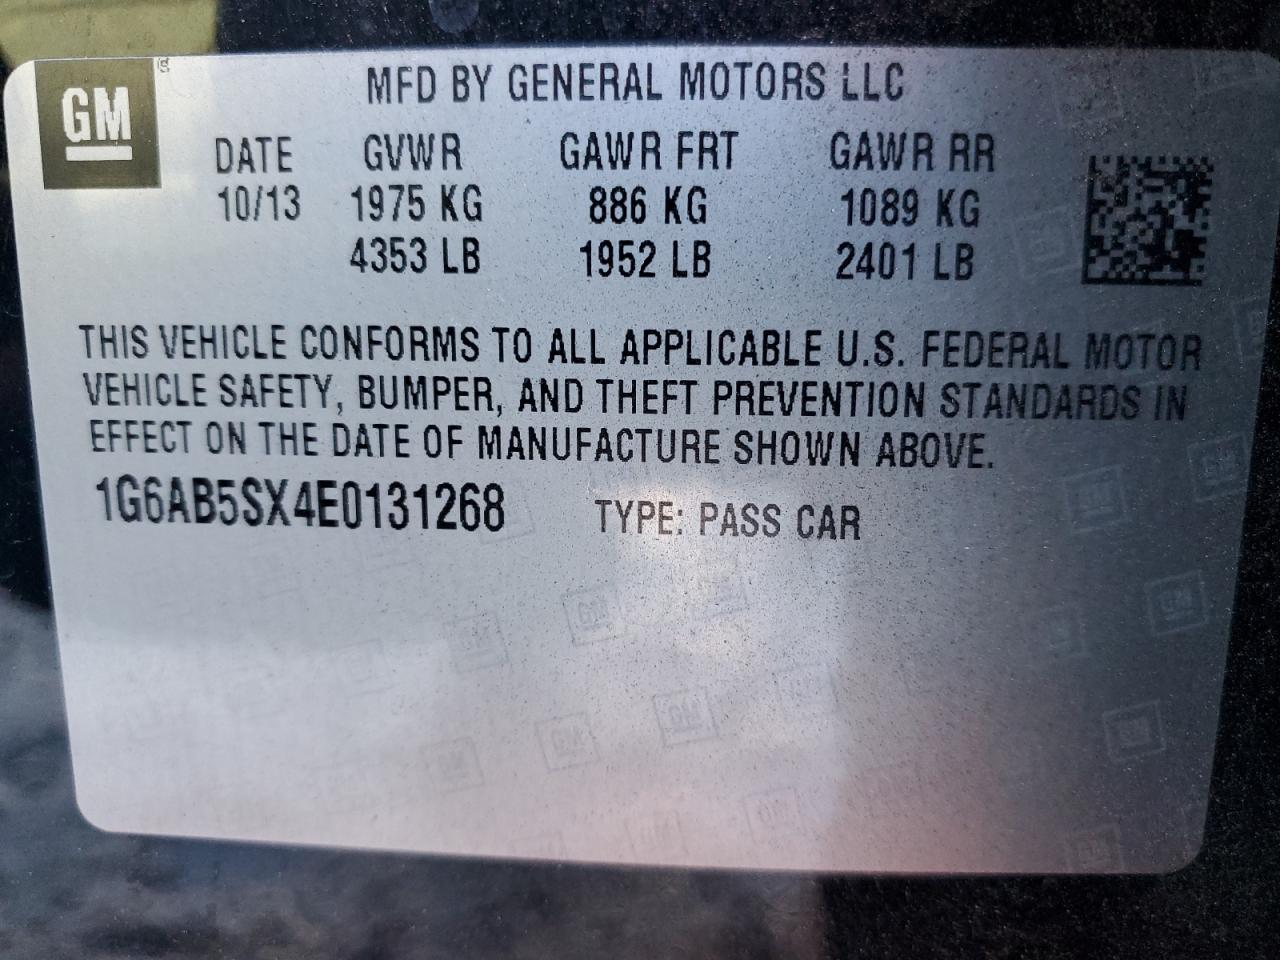 GM
MFD BY GENERAL MOTORS LLC
DATE GVWR GAWR FRT GAWR RR
10/13 1975 KG 886 KG 1089 KG
4353 LB 1952 LB 2401 LB
THIS VEHICLE CONFORMS TO ALL APPLICABLE U.S. FEDERAL MOTOR
VEHICLE SAFETY, BUMPER, AND THEFT PREVENTION STANDARDS IN
EFFECT ON THE DATE OF MANUFACTURE SHOWN ABOVE.
1G6AB5SX4E0131268 TYPE: PASS CAR